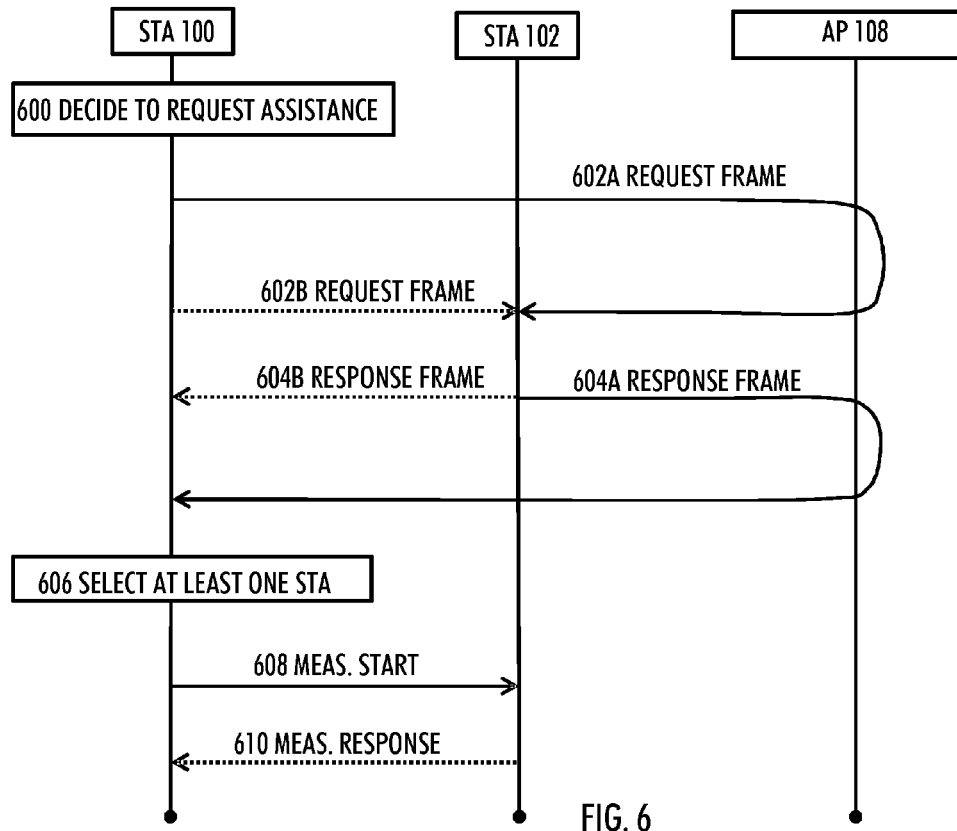 STA 100
STA 102
AP 108
600 DECIDE TO REQUEST ASSISTANCE
602A REQUEST FRAME
602B REQUEST FRAME
604B RESPONSE FRAME
604A RESPONSE FRAME
606 SELECT AT LEAST ONE STA
608 MEAS. START
610 MEAS. RESPONSE
FIG. 6